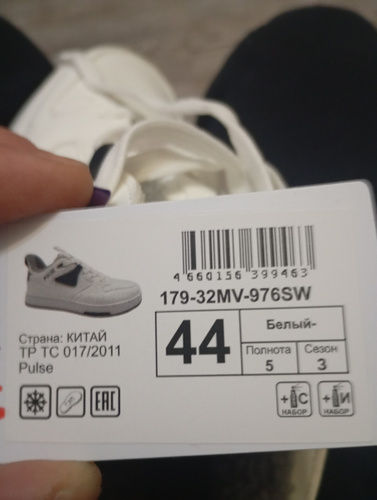 4 660156 399463
179-32MV-976SW
44
Белый-
Полнота
5
Сезон
3
Страна: КИТАЙ
ТР ТС 017/2011
Pulse
EAC
+С
НАБОР
+И
НАБОР